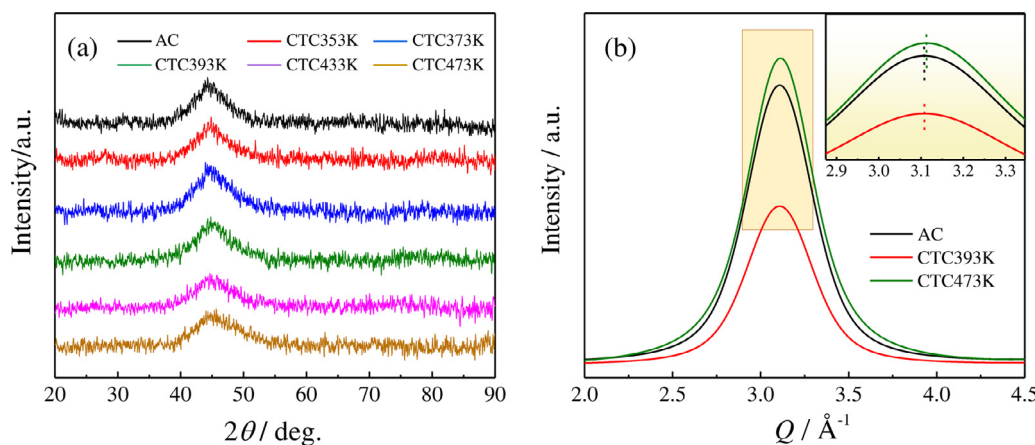 (a)
AC CTC353K CTC373K
CTC393K CTC433K CTC473K
Intensity/a.u.
20 30 40 50 60 70 80 90
2θ / deg.
(b)
2.9 3.0 3.1 3.2 3.3
AC
CTC393K
CTC473K
Intensity / a.u.
2.0 2.5 3.0 3.5 4.0 4.5
Q / Å-1